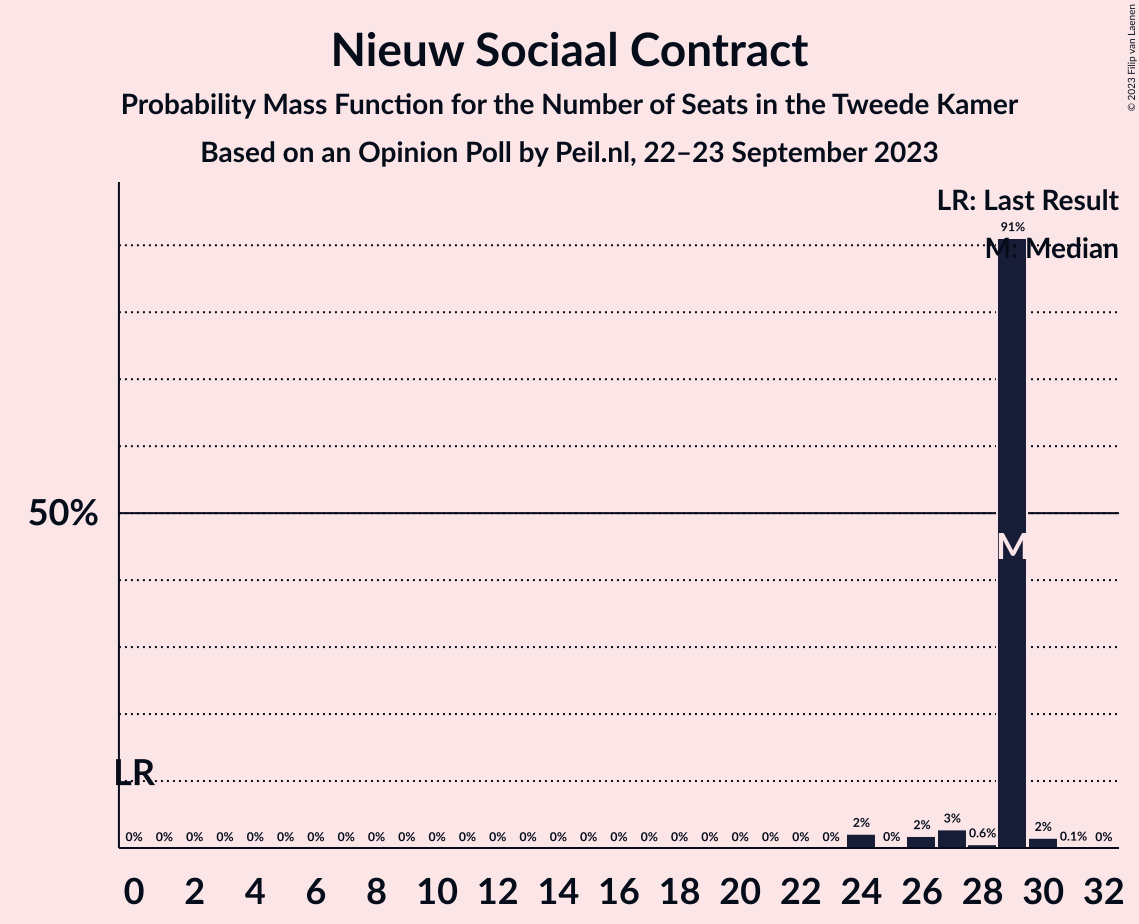 © 2023 Filip van Laenen
Nieuw Sociaal Contract
Probability Mass Function for the Number of Seats in the Tweede Kamer
Based on an Opinion Poll by Peil.nl, 22–23 September 2023
LR: Last Result
M: Median
91%
50%
M
LR
0% 0% 0% 0% 0% 0% 0% 0% 0% 0% 0% 0% 0% 0% 0% 0% 0% 0% 0% 0% 0% 0% 0% 0% 2% 0% 2% 3% 0.6% 2% 0.1% 0%
0 2 4 6 8 10 12 14 16 18 20 22 24 26 28 30 32